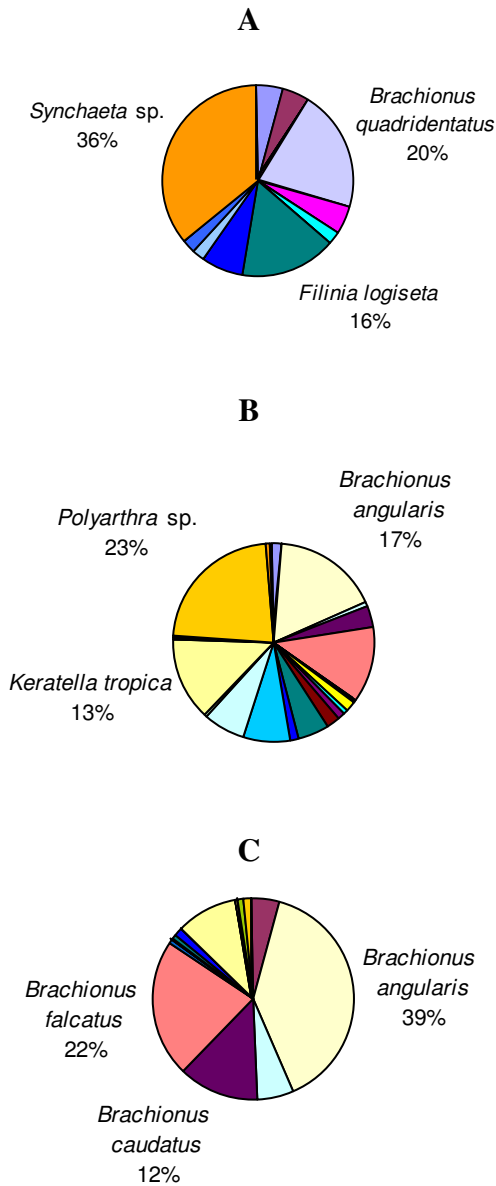 A
Synchaeta sp.
36%
Brachionus
quadridentatus
20%
Filinia logiseta
16%
B
Polyarthra sp.
23%
Brachionus
angularis
17%
Keratella tropica
13%
C
Brachionus
angularis
39%
Brachionus
falcatus
22%
Brachionus
caudatus
12%